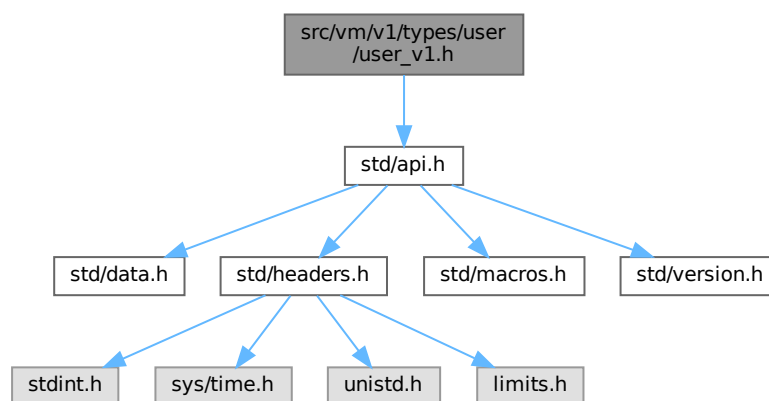 src/vm/v1/types/user
/user_v1.h
std/api.h
std/data.h
std/headers.h
std/macros.h
std/version.h
stdint.h
sys/time.h
unistd.h
limits.h